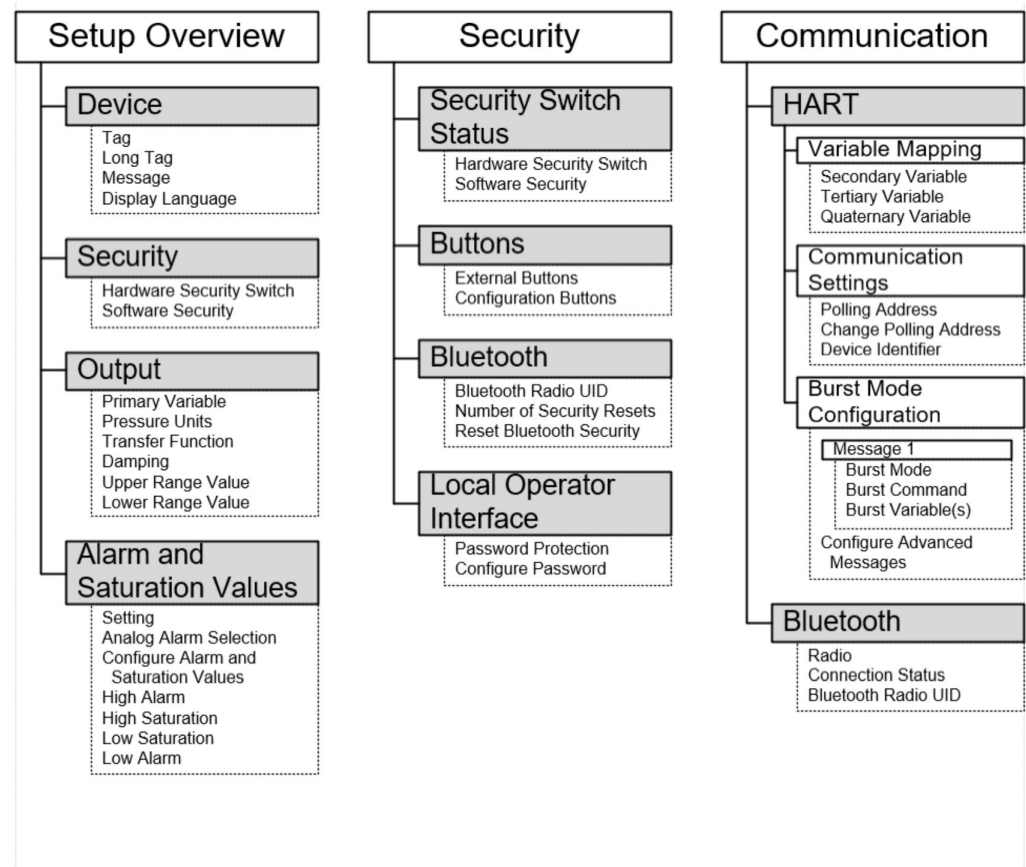 Setup Overview
Device
Tag
Long Tag
Message
Display Language
Security
Hardware Security Switch
Software Security
Output
Primary Variable
Pressure Units
Transfer Function
Damping
Upper Range Value
Lower Range Value
Alarm and
Saturation Values
Setting
Analog Alarm Selection
Configure Alarm and
Saturation Values
High Alarm
High Saturation
Low Saturation
Low Alarm
Security
Security Switch
Status
Hardware Security Switch
Software Security
Buttons
External Buttons
Configuration Buttons
Bluetooth
Bluetooth Radio UID
Number of Security Resets
Reset Bluetooth Security
Local Operator
Interface
Password Protection
Configure Password
Communication
HART
Variable Mapping
Secondary Variable
Tertiary Variable
Quaternary Variable
Communication
Settings
Polling Address
Change Polling Address
Device Identifier
Burst Mode
Configuration
Message 1
Burst Mode
Burst Command
Burst Variable(s)
Configure Advanced
Messages
Bluetooth
Radio
Connection Status
Bluetooth Radio UID